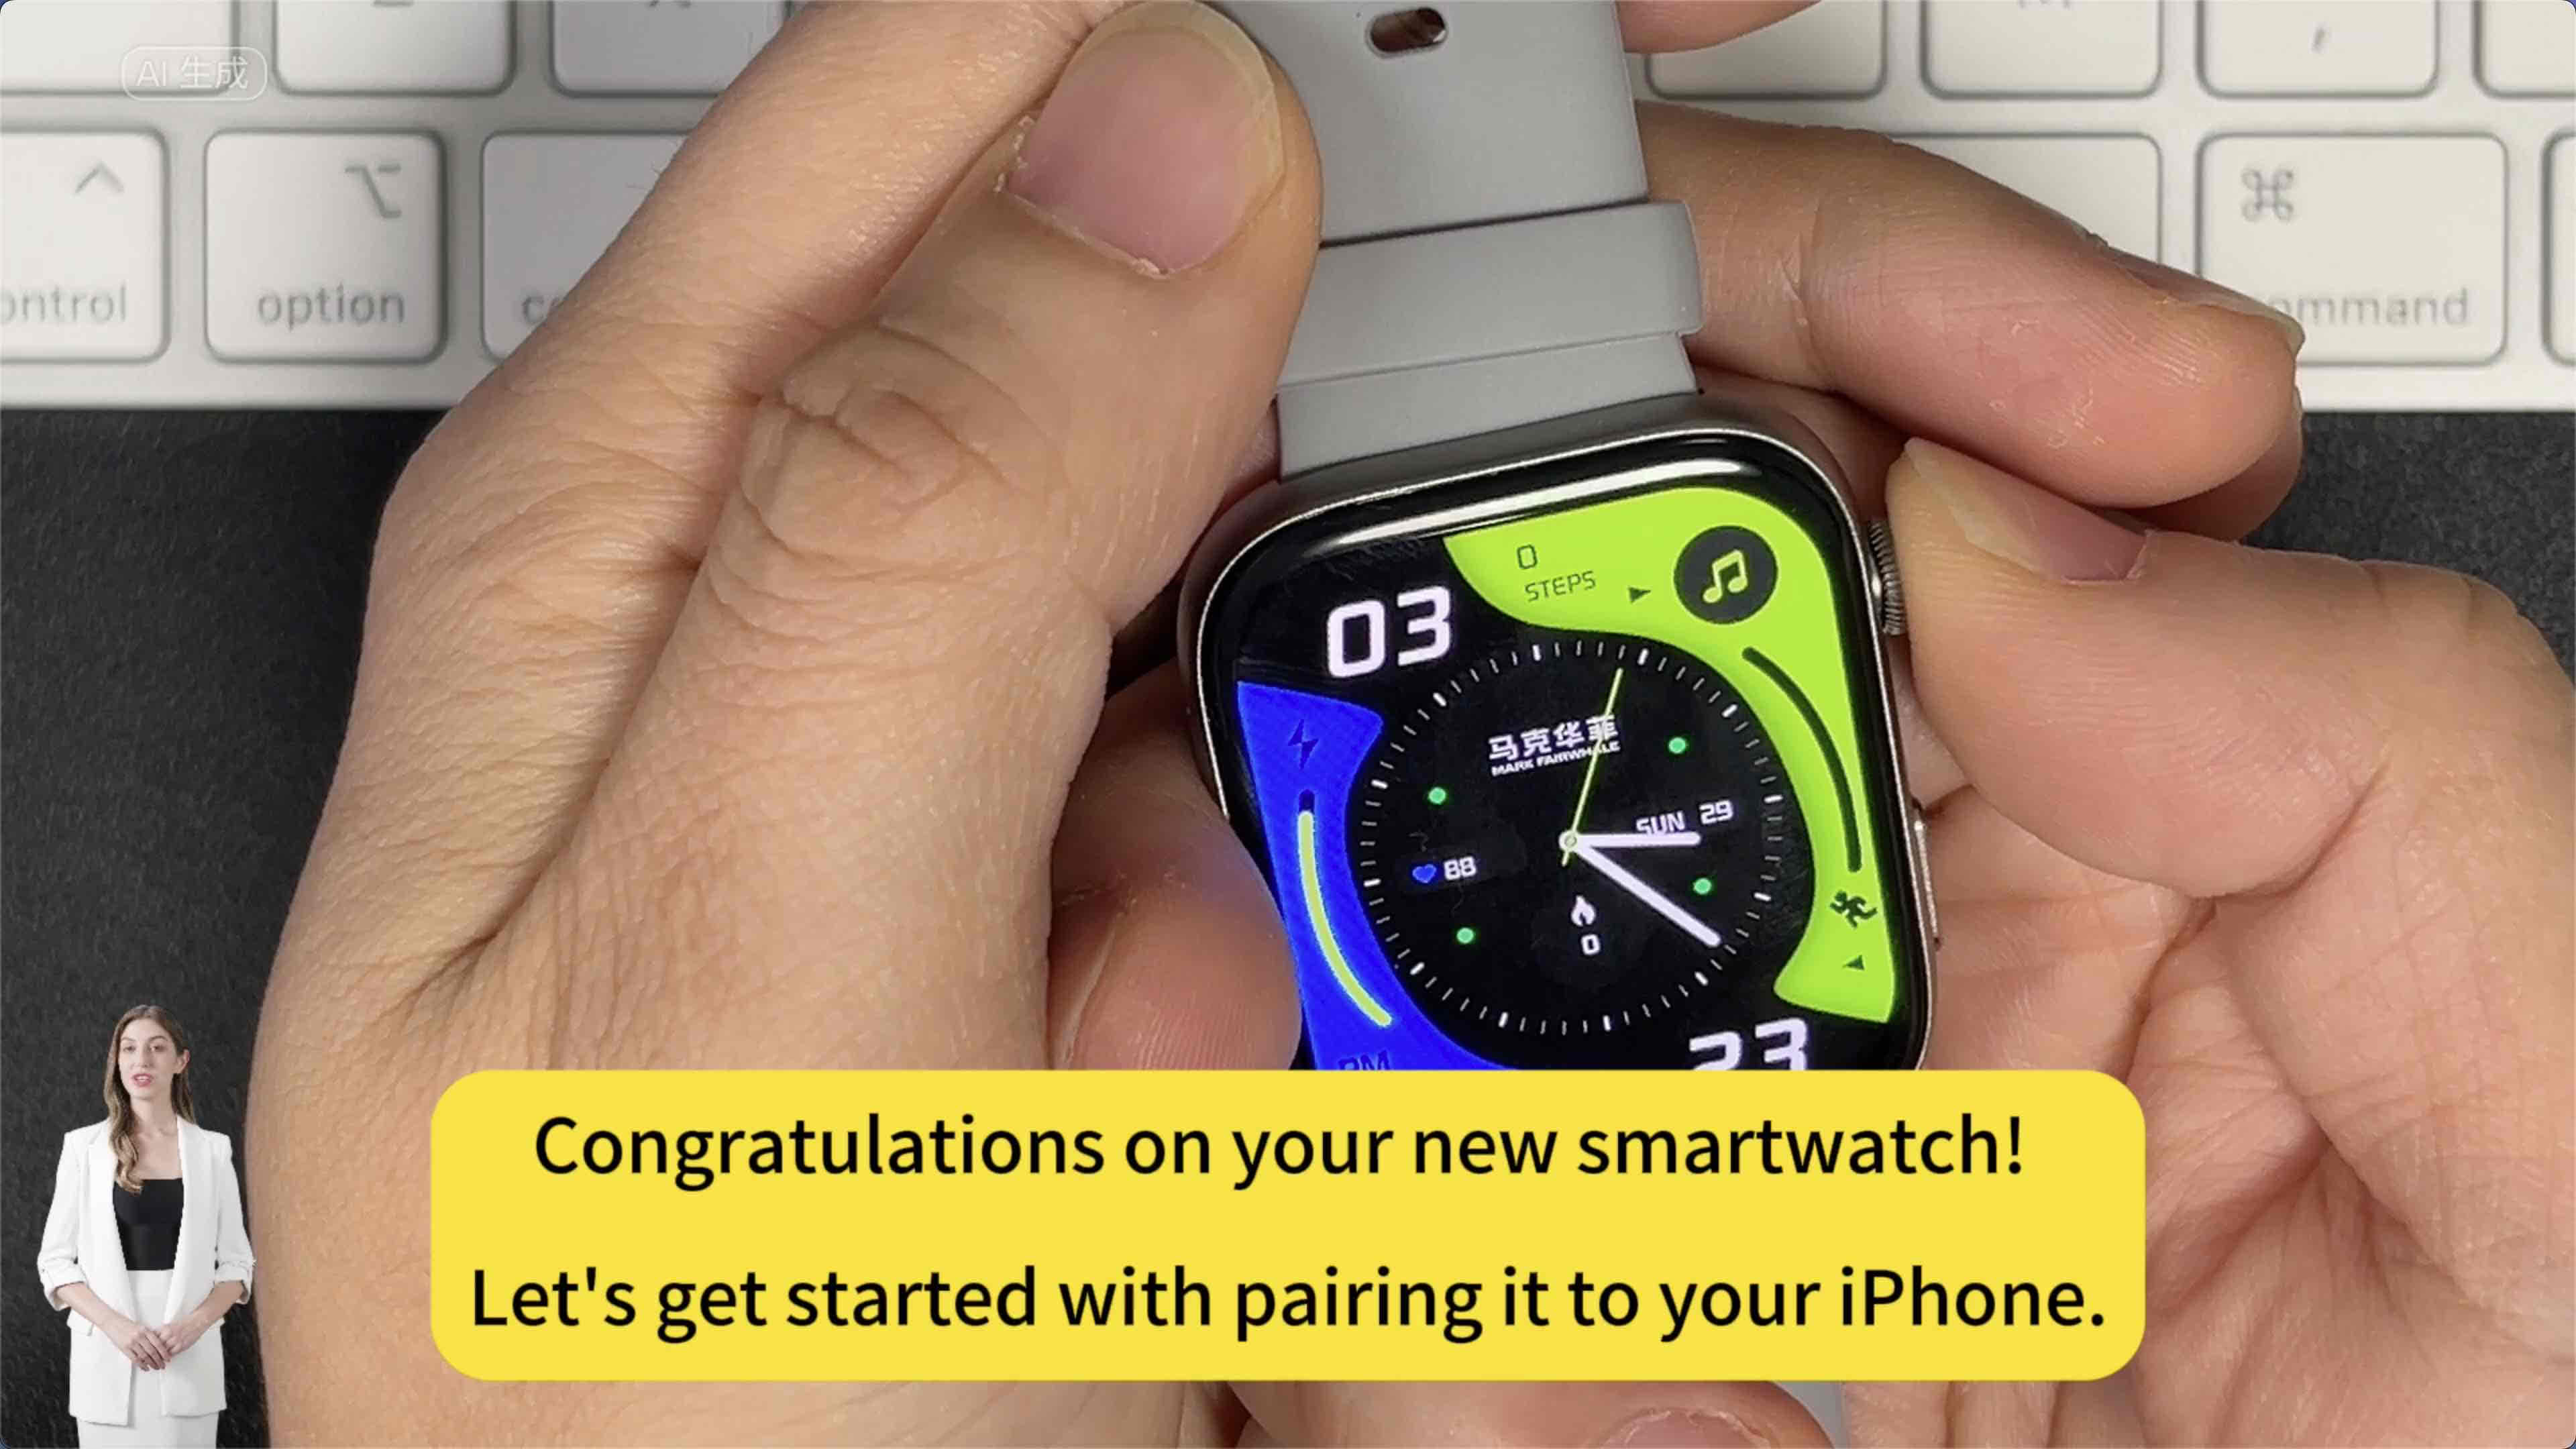 AI 生成
option
ontrol
mmand
0
STEPS
03
马克华菲
MARK FAIRWHALE
SUN 29
88
0
PM
23
Congratulations on your new smartwatch!
Let's get started with pairing it to your iPhone.